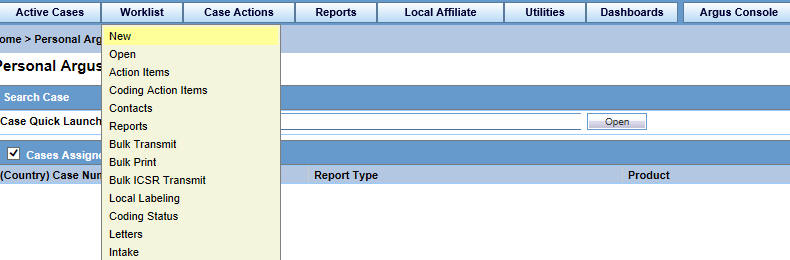 Active Cases Worklist Case Actions Reports Local Affiliate Utilities Dashboards Argus Console
ome > Personal Arg
Personal Argus
New
Open
Action Items
Coding Action Items
Contacts
Reports
Bulk Transmit
Bulk Print
Bulk ICSR Transmit
Local Labeling
Coding Status
Letters
Intake
Search Case
Case Quick Launch Open
Cases Assigne
(Country) Case Num Report Type Product